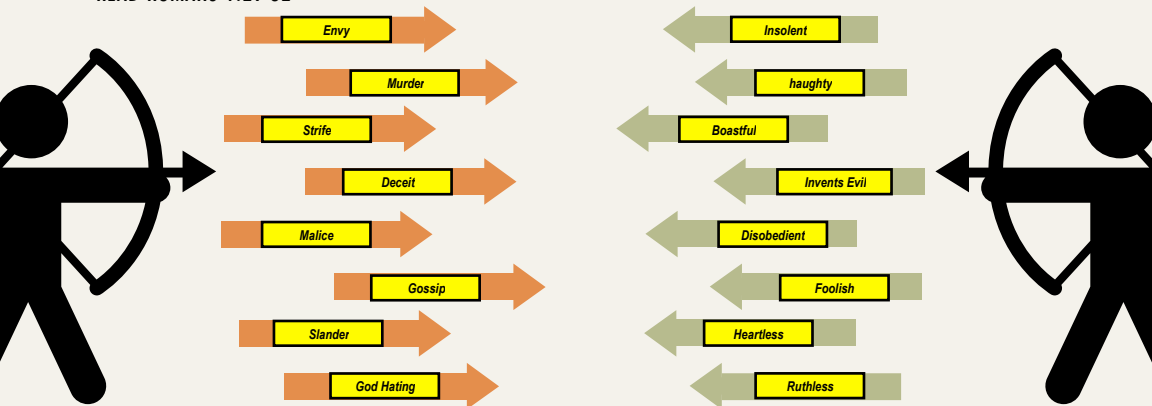 Envy
Murder
Strife
Deceit
Malice
Gossip
Slander
God Hating
Insolent
haughty
Boastful
Invents Evil
Disobedient
Foolish
Heartless
Ruthless